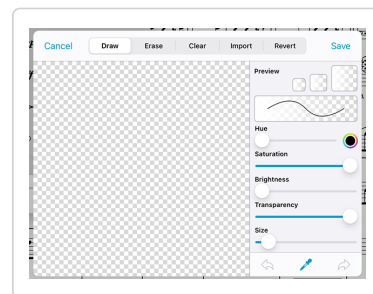 Cancel Draw Erase Clear Import Revert Save
Preview
Hue
Saturation
Brightness
Transparency
Size